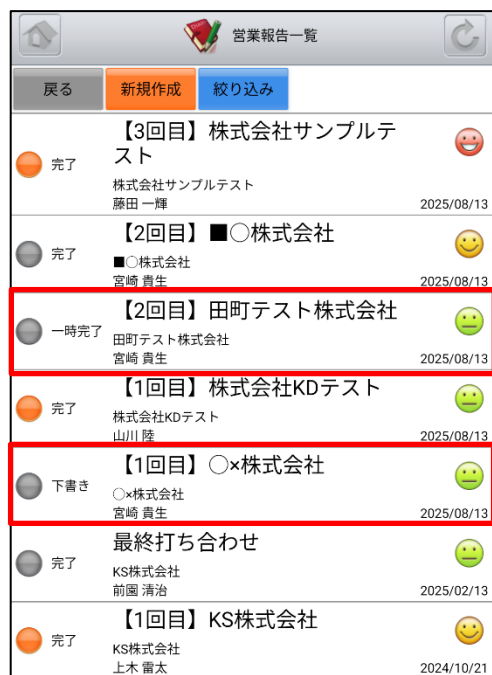 営業報告一覧
戻る 新規作成 絞り込み
【3回目】株式会社サンプルテ
スト
完了
株式会社サンプルテスト
藤田 一輝 2025/08/13
【2回目】■○株式会社
完了
■○株式会社
宮崎 貴生 2025/08/13
【2回目】田町テスト株式会社
一時完了
田町テスト株式会社
宮崎 貴生 2025/08/13
【1回目】株式会社KDテスト
完了
株式会社KDテスト
山川 陸 2025/08/13
【1回目】○×株式会社
下書き
○×株式会社
宮崎 貴生 2025/08/13
最終打ち合わせ
完了
KS株式会社
前園 清治 2025/02/13
【1回目】KS株式会社
完了
KS株式会社
上木 雷太 2024/10/21